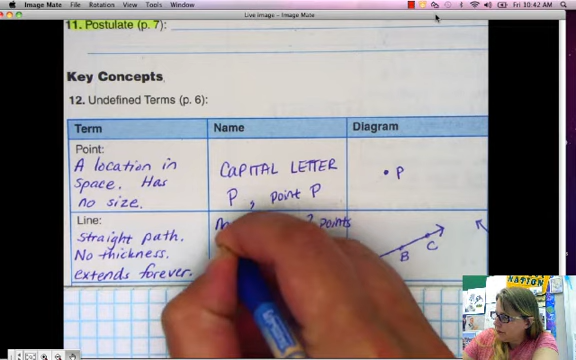 Image Mate File Rotation View Tools Window Fri 10:42 AM
Live Image - Image Mate
11. Postulate (p. 7):
Key Concepts
12. Undefined Terms (p. 6):
Term Name Diagram
Point:
A location in
space. Has
no size.
CAPITAL LETTER
P, point P
P
Line:
straight path.
No thickness.
extends forever.
2 points
B C